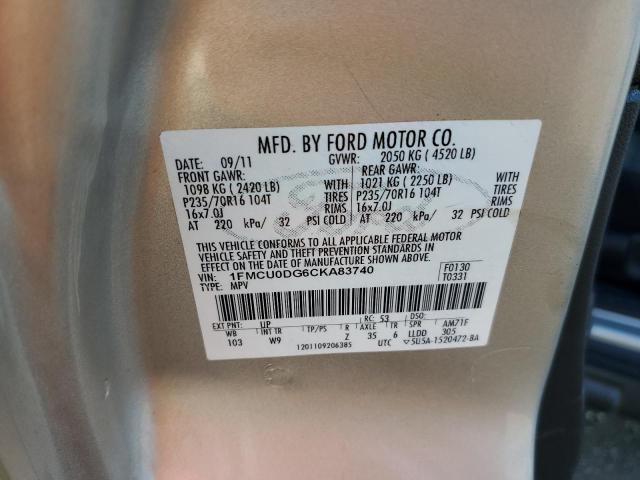 MFD. BY FORD MOTOR CO.
DATE: 09/11 GVWR: 2050 KG ( 4520 LB)
FRONT GAWR: REAR GAWR:
1098 KG ( 2420 LB) WITH 1021 KG ( 2250 LB) WITH
P235/70R16 104T TIRES P235/70R16 104T TIRES
16x7.0J RIMS 16x7.0J RIMS
AT 220 kPa/ 32 PSI COLD AT 220 kPa/ 32 PSI COLD
THIS VEHICLE CONFORMS TO ALL APPLICABLE FEDERAL MOTOR
VEHICLE SAFETY AND THEFT PREVENTION STANDARDS IN
EFFECT ON THE DATE OF MANUFACTURE SHOWN ABOVE.
VIN: 1FMCU0DG6CKA83740 F0130
TYPE: MPV T0331
EXT PNT: UP RC: 53 AM71F
WB INT TR TP/PS R AXLE TR SPR 305
103 W9 Z 35 6 LLDD
1201109206385 UTC 5U5A-1520472-BA
Ford